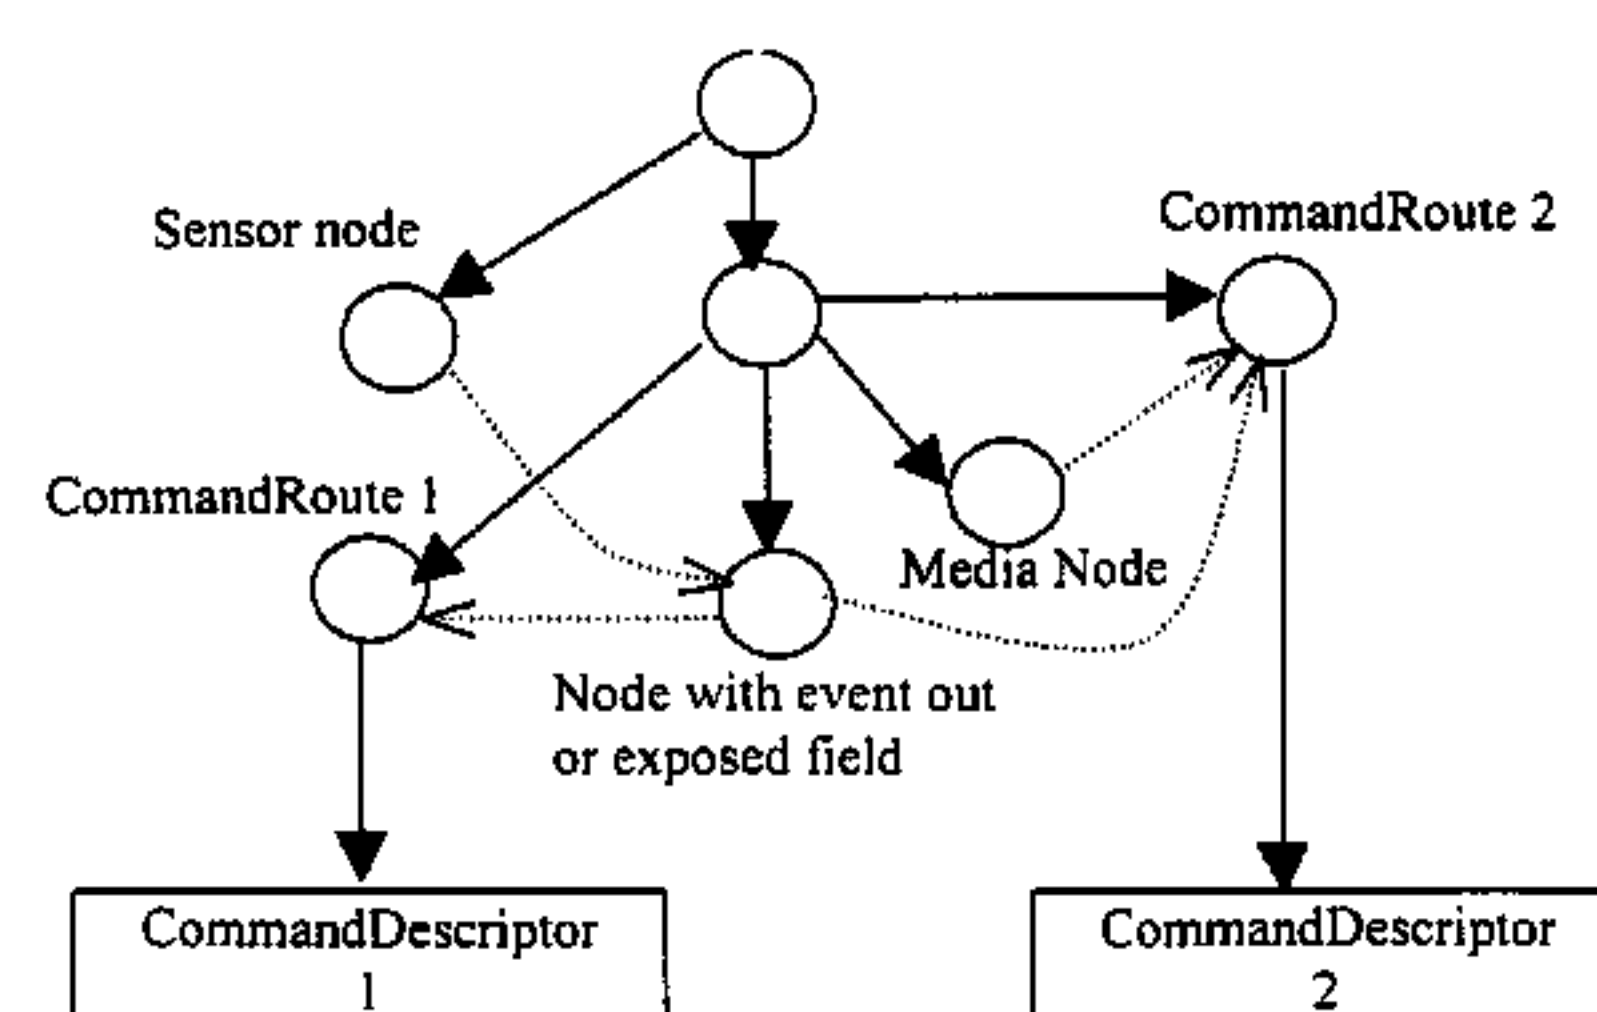 Sensor node
CommandRoute 2
CommandRoute 1
Media Node
Node with event out
or exposed field
CommandDescriptor
1
CommandDescriptor
2